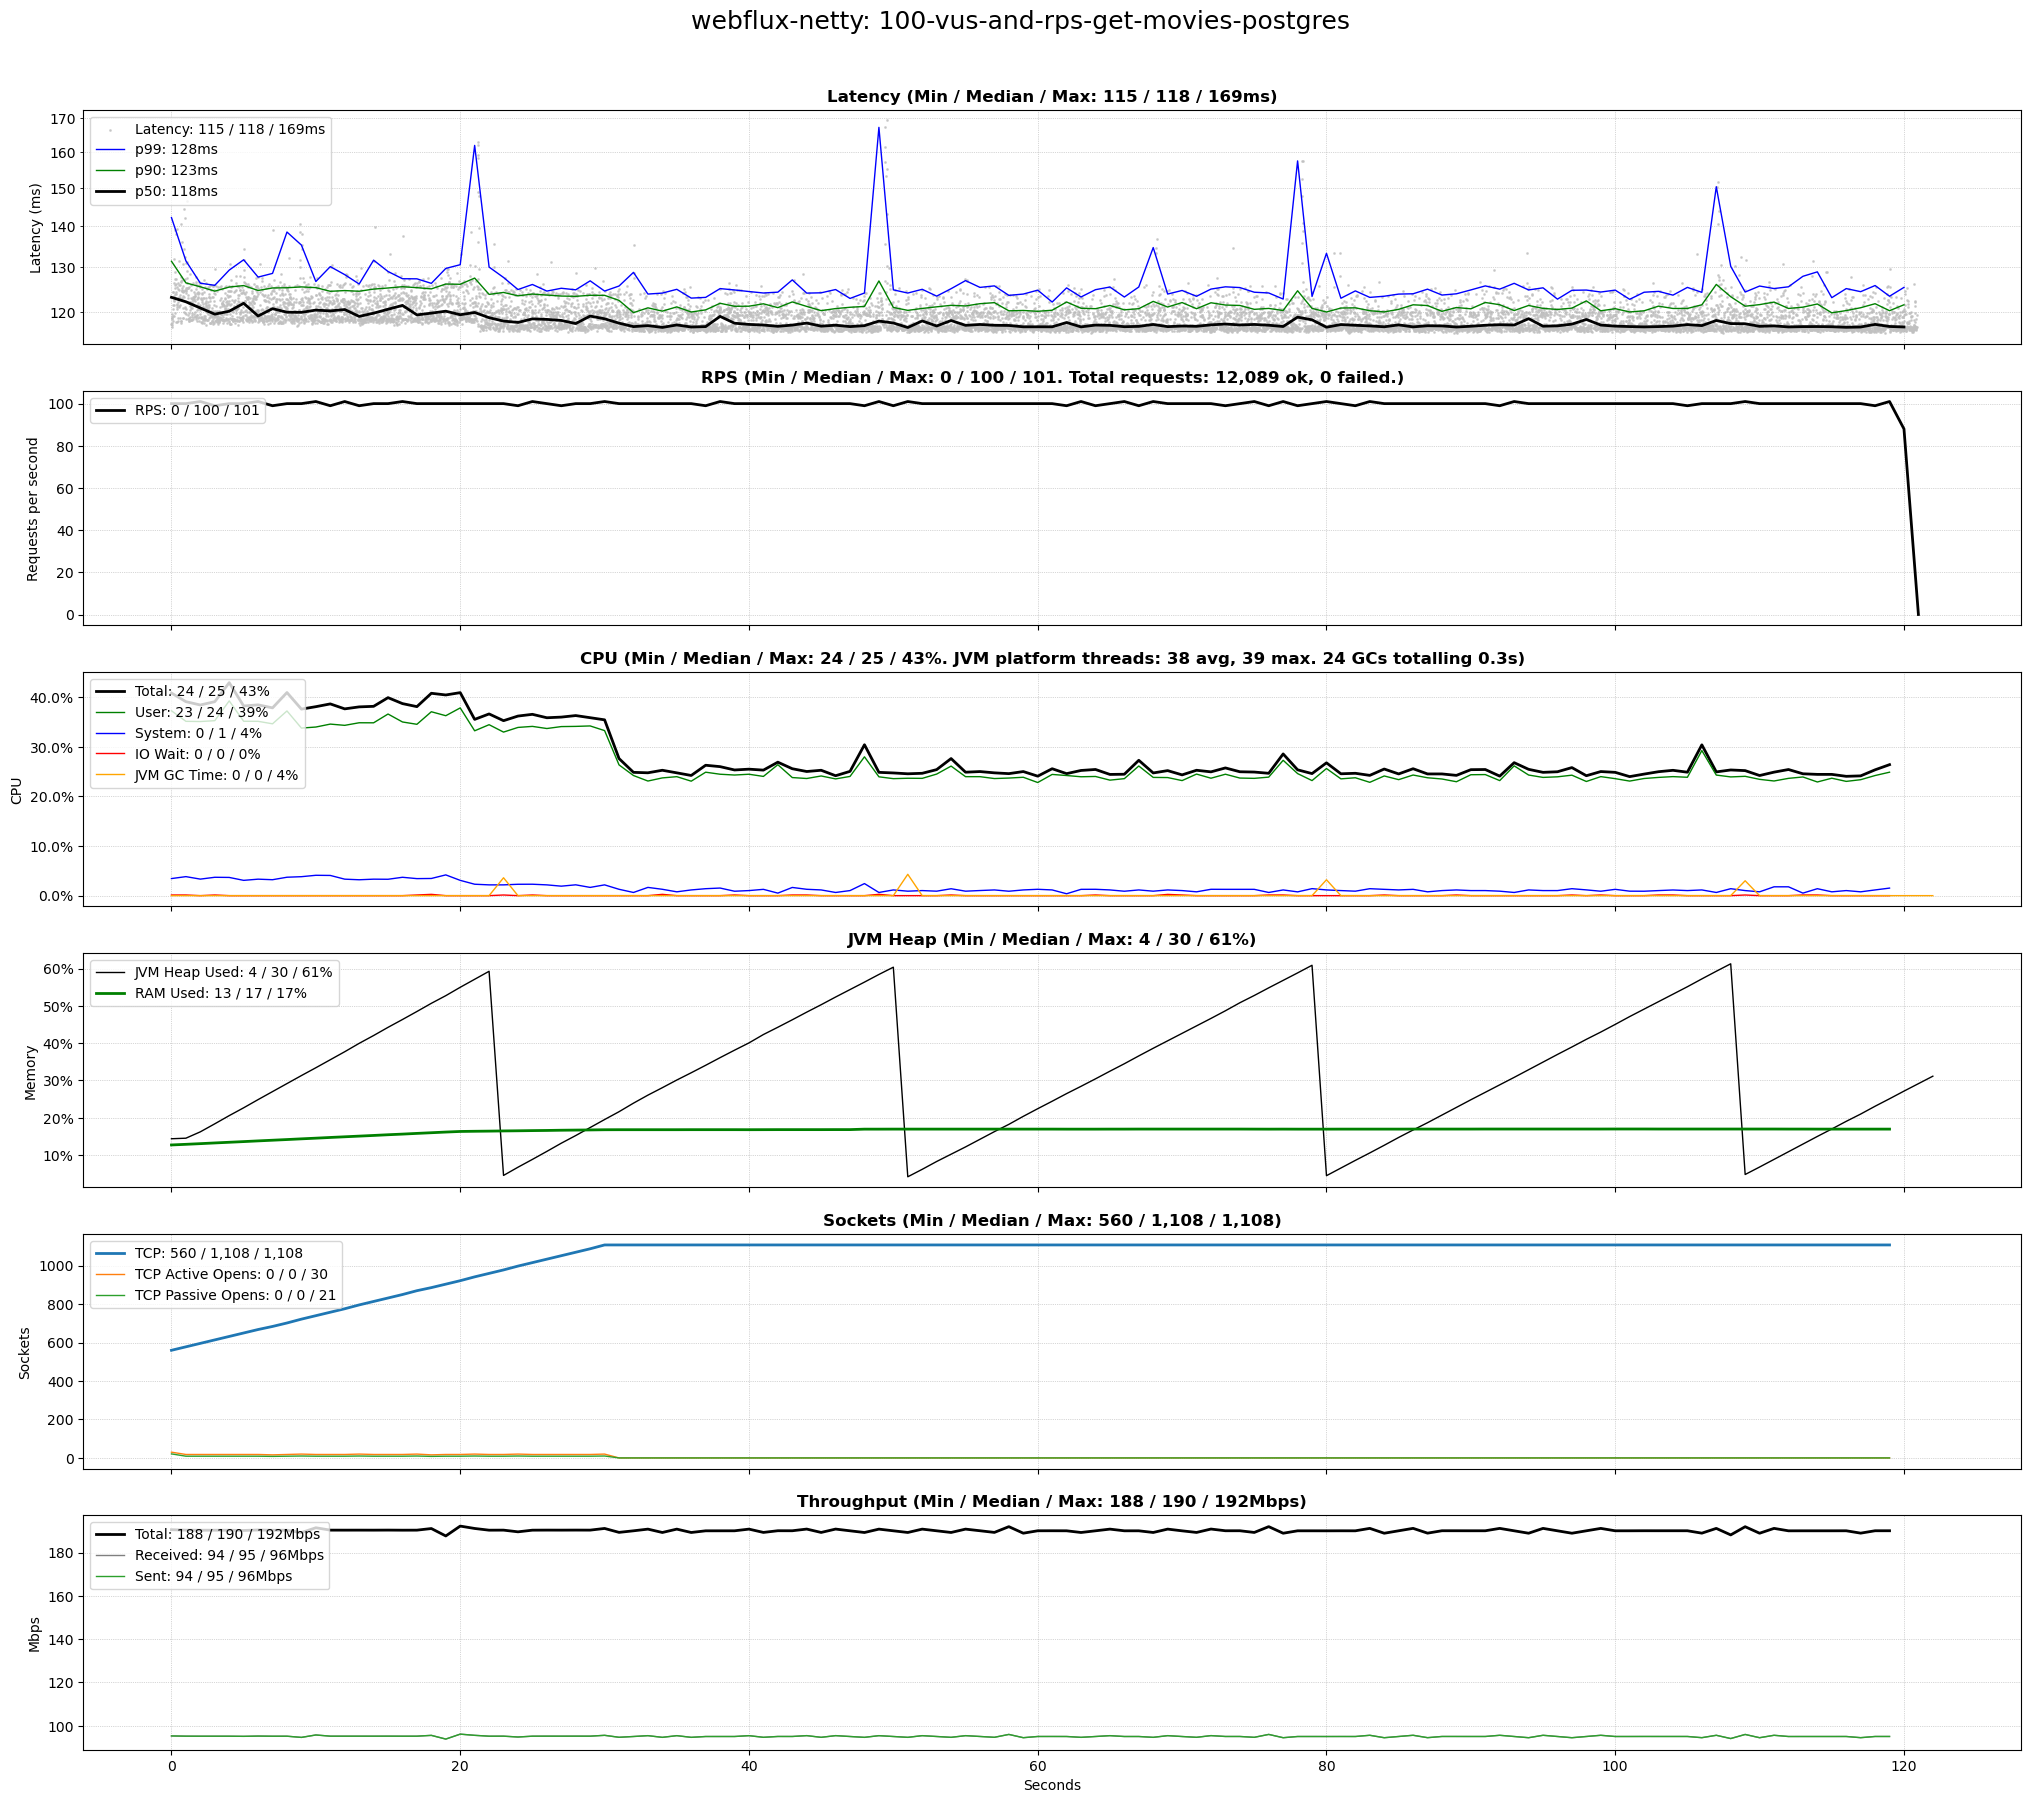 webflux-netty: 100-vus-and-rps-get-movies-postgres
Latency (Min / Median / Max: 115 / 118 / 169ms)
Latency (ms)
170
160
150
140
130
120
Latency: 115 / 118 / 169ms
p99: 128ms
p90: 123ms
p50: 118ms
RPS (Min / Median / Max: 0 / 100 / 101. Total requests: 12,089 ok, 0 failed.)
Requests per second
100
80
60
40
20
0
RPS: 0 / 100 / 101
CPU (Min / Median / Max: 24 / 25 / 43%. JVM platform threads: 38 avg, 39 max. 24 GCs totalling 0.3s)
CPU
40.0%
30.0%
20.0%
10.0%
0.0%
Total: 24 / 25 / 43%
User: 23 / 24 / 39%
System: 0 / 1 / 4%
IO Wait: 0 / 0 / 0%
JVM GC Time: 0 / 0 / 4%
JVM Heap (Min / Median / Max: 4 / 30 / 61%)
Memory
60%
50%
40%
30%
20%
10%
JVM Heap Used: 4 / 30 / 61%
RAM Used: 13 / 17 / 17%
Sockets (Min / Median / Max: 560 / 1,108 / 1,108)
Sockets
1000
800
600
400
200
0
TCP: 560 / 1,108 / 1,108
TCP Active Opens: 0 / 0 / 30
TCP Passive Opens: 0 / 0 / 21
Throughput (Min / Median / Max: 188 / 190 / 192Mbps)
Mbps
180
160
140
120
100
Total: 188 / 190 / 192Mbps
Received: 94 / 95 / 96Mbps
Sent: 94 / 95 / 96Mbps
0
20
40
60
80
100
120
Seconds